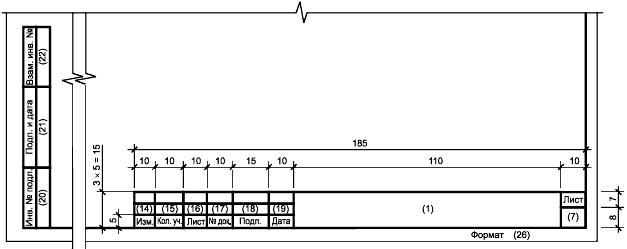 Взам. инв. №
(22)
Подп. и дата
(21)
Инв. № подл.
(20)
185
10 10 10 10 15 10 110 10
3 × 5 = 15
5
(14) (15) (16) (17) (18) (19)
Изм. Кол. уч. Лист № док. Подп. Дата
(1)
Лист
(7)
7
8
Формат (26)